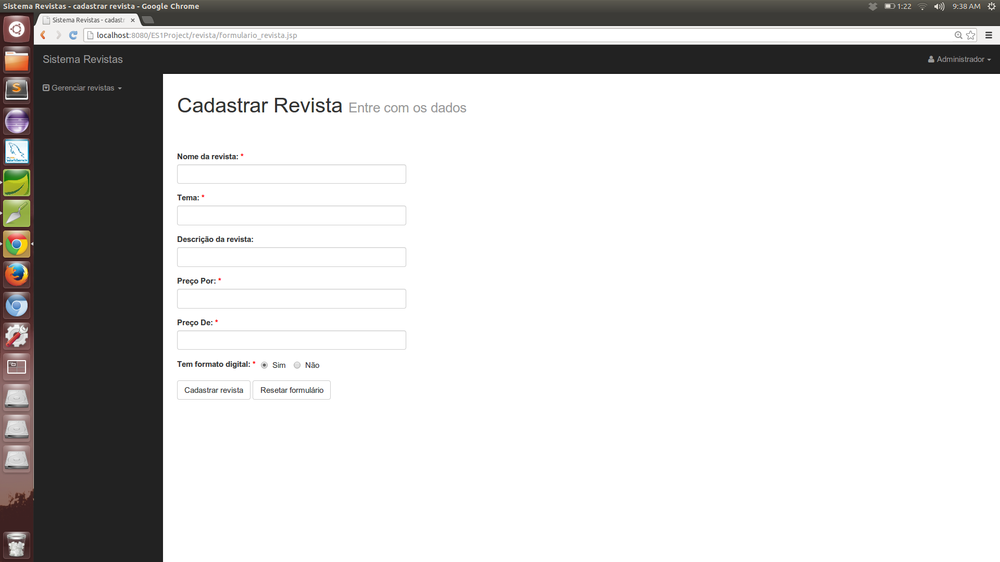 Sistema Revistas - cadastrar revista - Google Chrome
1:22
9:38 AM
Sistema Revistas - cadastr
localhost:8080/ES1Project/revista/formulario_revista.jsp
Sistema Revistas
Administrador
Gerenciar revistas
Cadastrar Revista Entre com os dados
Nome da revista: *
Tema: *
Descrição da revista:
Preço Por: *
Preço De: *
Tem formato digital: * Sim Não
Cadastrar revista Resetar formulário